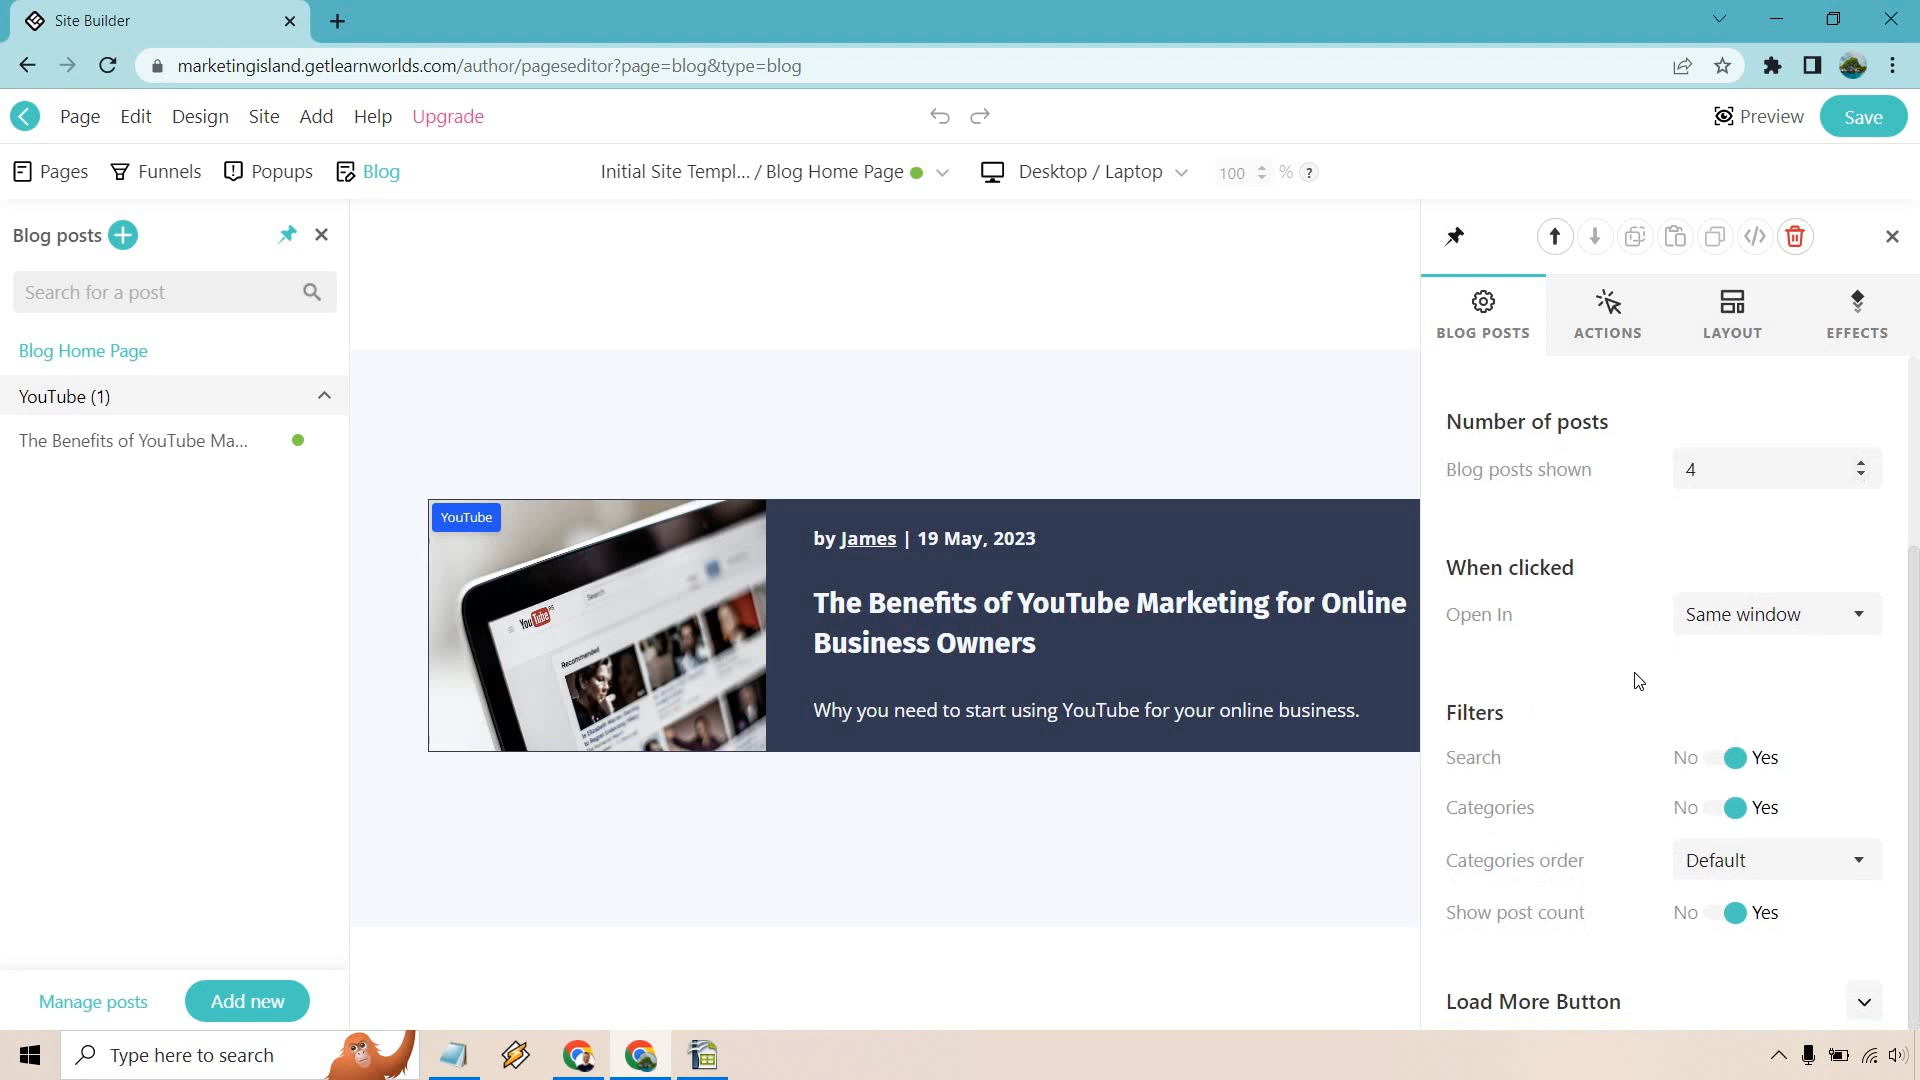 Site Builder
marketingisland.getlearnworlds.com/author/pageseditor?page=blog&type=blog
Page Edit Design Site Add Help Upgrade
Preview Save
Pages Funnels Popups Blog
Initial Site Templ... / Blog Home Page
Desktop / Laptop
100 % ?
Blog posts
Search for a post
Blog Home Page
YouTube (1)
The Benefits of YouTube Ma...
Manage posts Add new
YouTube
YouTube
Search
Recommended
by James | 19 May, 2023
The Benefits of YouTube Marketing for Online
Business Owners
Why you need to start using YouTube for your online business.
BLOG POSTS ACTIONS LAYOUT EFFECTS
Number of posts
Blog posts shown 4
When clicked
Open In Same window
Filters
Search No Yes
Categories No Yes
Categories order Default
Show post count No Yes
Load More Button
Type here to search